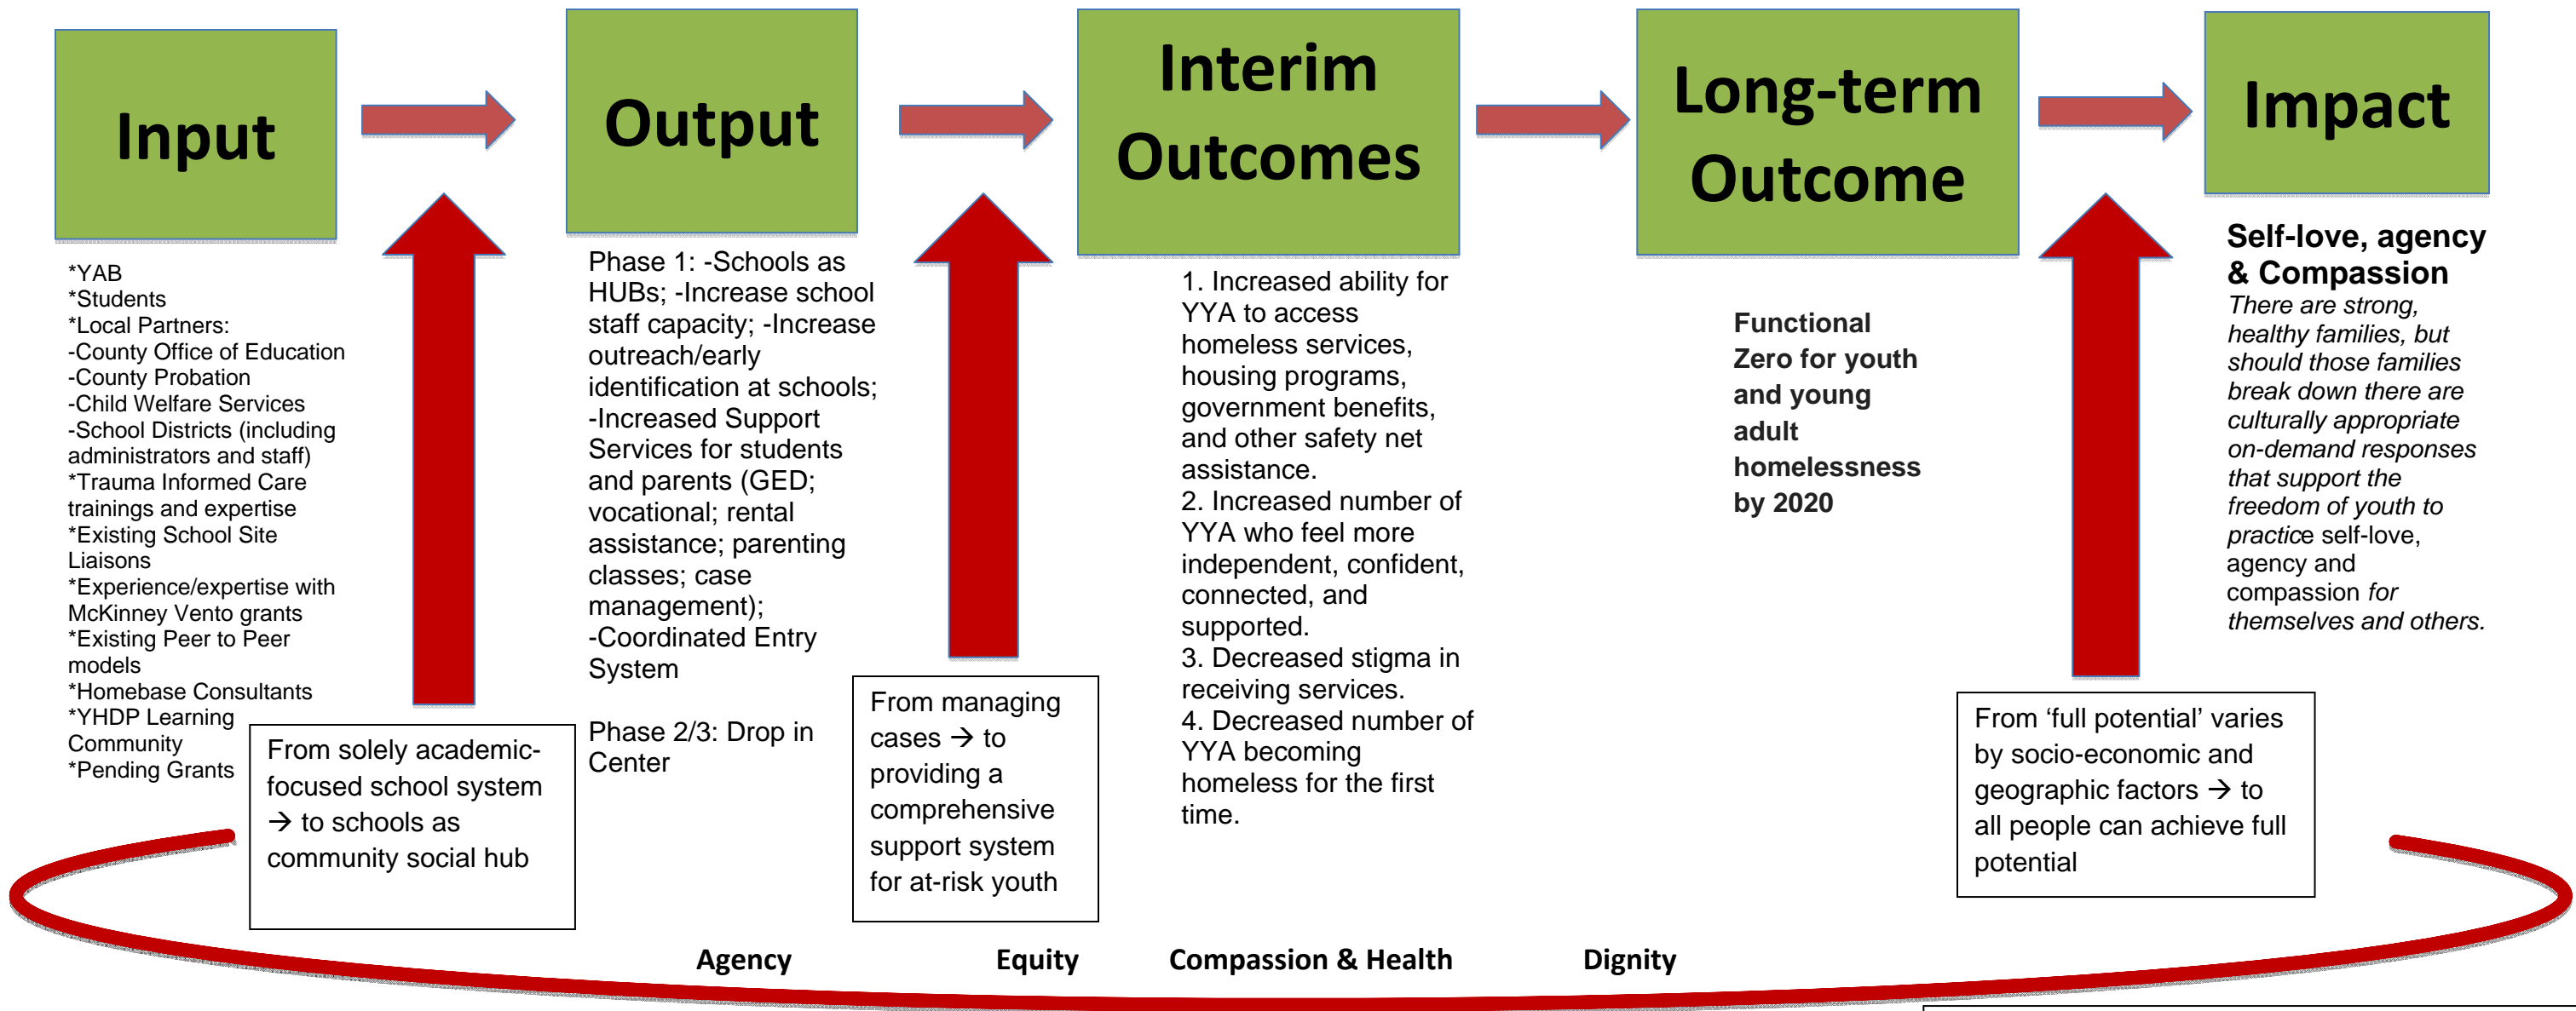 Input
Output
Interim
Outcomes
Long-term
Outcome
Impact
*YAB
*Students
*Local Partners:
-County Office of Education
-County Probation
-Child Welfare Services
-School Districts (including
administrators and staff)
*Trauma Informed Care
trainings and expertise
*Existing School Site
Liaisons
*Experience/expertise with
McKinney Vento grants
*Existing Peer to Peer
models
*Homebase Consultants
*YHDP Learning
Community
*Pending Grants
From solely academic-
focused school system
→ to schools as
community social hub
Phase 1: -Schools as
HUBs; -Increase school
staff capacity; -Increase
outreach/early
identification at schools;
-Increased Support
Services for students
and parents (GED;
vocational; rental
assistance; parenting
classes; case
management);
-Coordinated Entry
System
Phase 2/3: Drop in
Center
From managing
cases → to
providing a
comprehensive
support system
for at-risk youth
1. Increased ability for
YYA to access
homeless services,
housing programs,
government benefits,
and other safety net
assistance.
2. Increased number of
YYA who feel more
independent, confident,
connected, and
supported.
3. Decreased stigma in
receiving services.
4. Decreased number of
YYA becoming
homeless for the first
time.
Functional
Zero for youth
and young
adult
homelessness
by 2020
From ‘full potential’ varies
by socio-economic and
geographic factors → to
all people can achieve full
potential
Self-love, agency
& Compassion
There are strong,
healthy families, but
should those families
break down there are
culturally appropriate
on-demand responses
that support the
freedom of youth to
practice self-love,
agency and
compassion for
themselves and others.
Agency Equity Compassion & Health Dignity